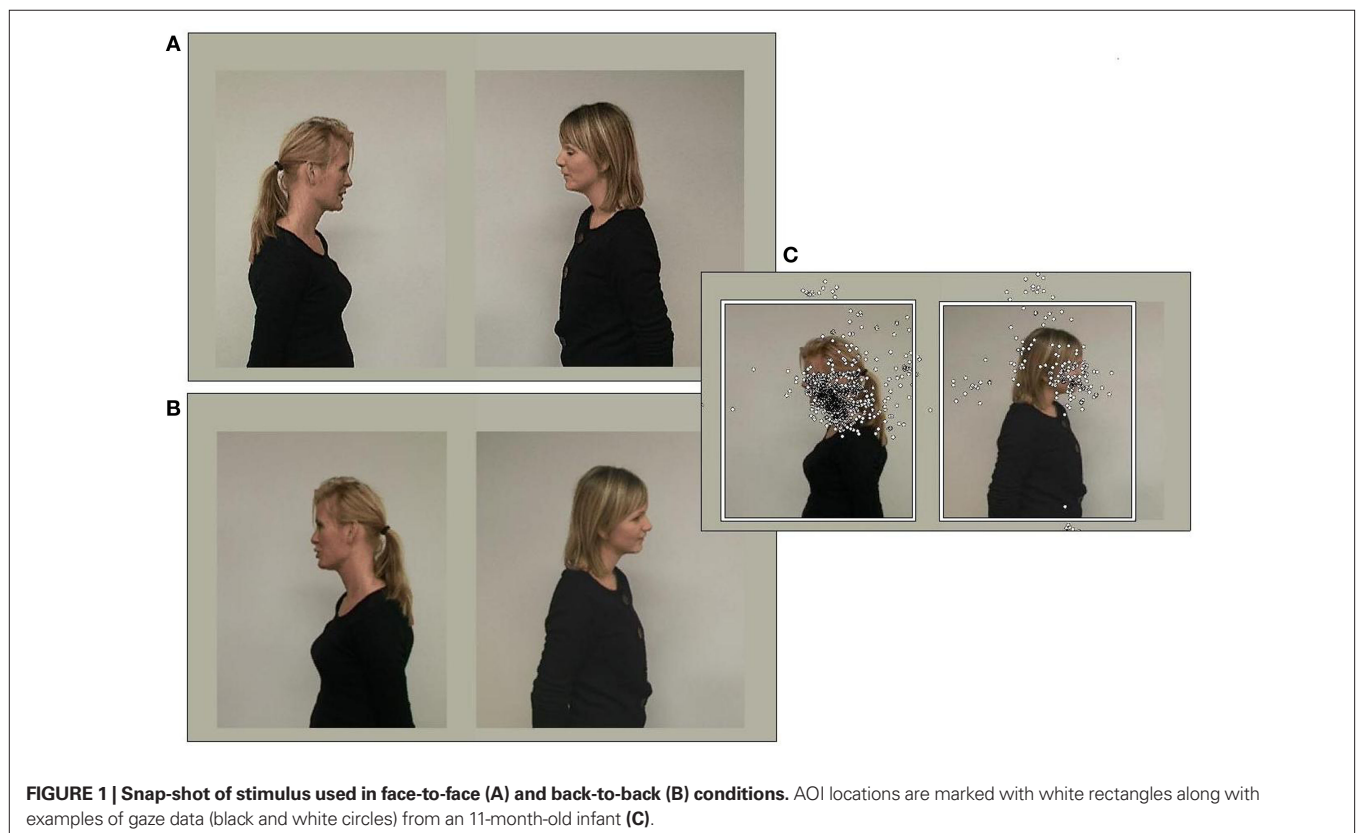 A
C
B
FIGURE 1 | Snap-shot of stimulus used in face-to-face (A) and back-to-back (B) conditions. AOI locations are marked with white rectangles along with
examples of gaze data (black and white circles) from an 11-month-old infant (C).